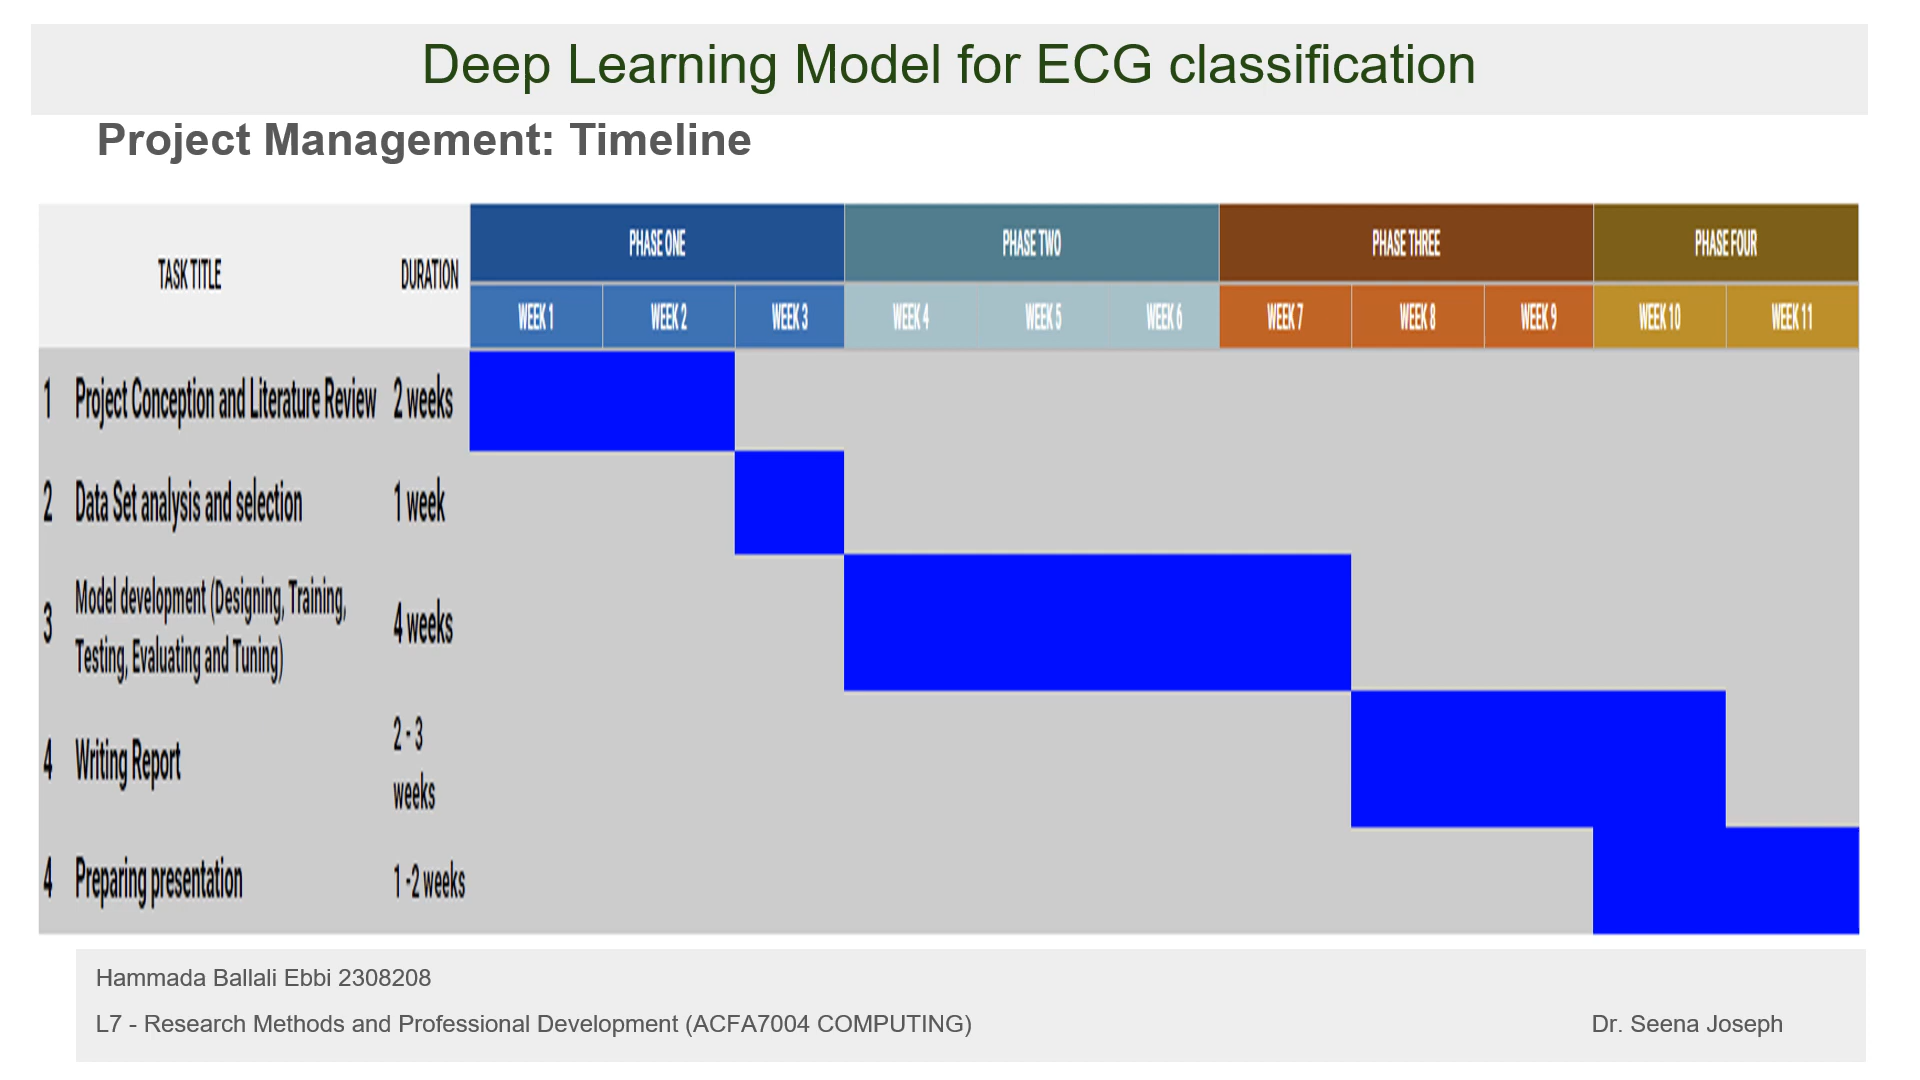 Deep Learning Model for ECG classification
Project Management: Timeline
TASK TITLE DURATION PHASE ONE PHASE TWO PHASE THREE PHASE FOUR
WEEK 1 WEEK 2 WEEK 3 WEEK 4 WEEK 5 WEEK 6 WEEK 7 WEEK 8 WEEK 9 WEEK 10 WEEK 11
1 Project Conception and Literature Review 2 weeks
2 Data Set analysis and selection 1 week
3 Model development (Designing, Training,
Testing, Evaluating and Tuning) 4 weeks
4 Writing Report 2 - 3
weeks
4 Preparing presentation 1 -2 weeks
Hammada Ballali Ebbi 2308208
L7 - Research Methods and Professional Development (ACFA7004 COMPUTING) Dr. Seena Joseph